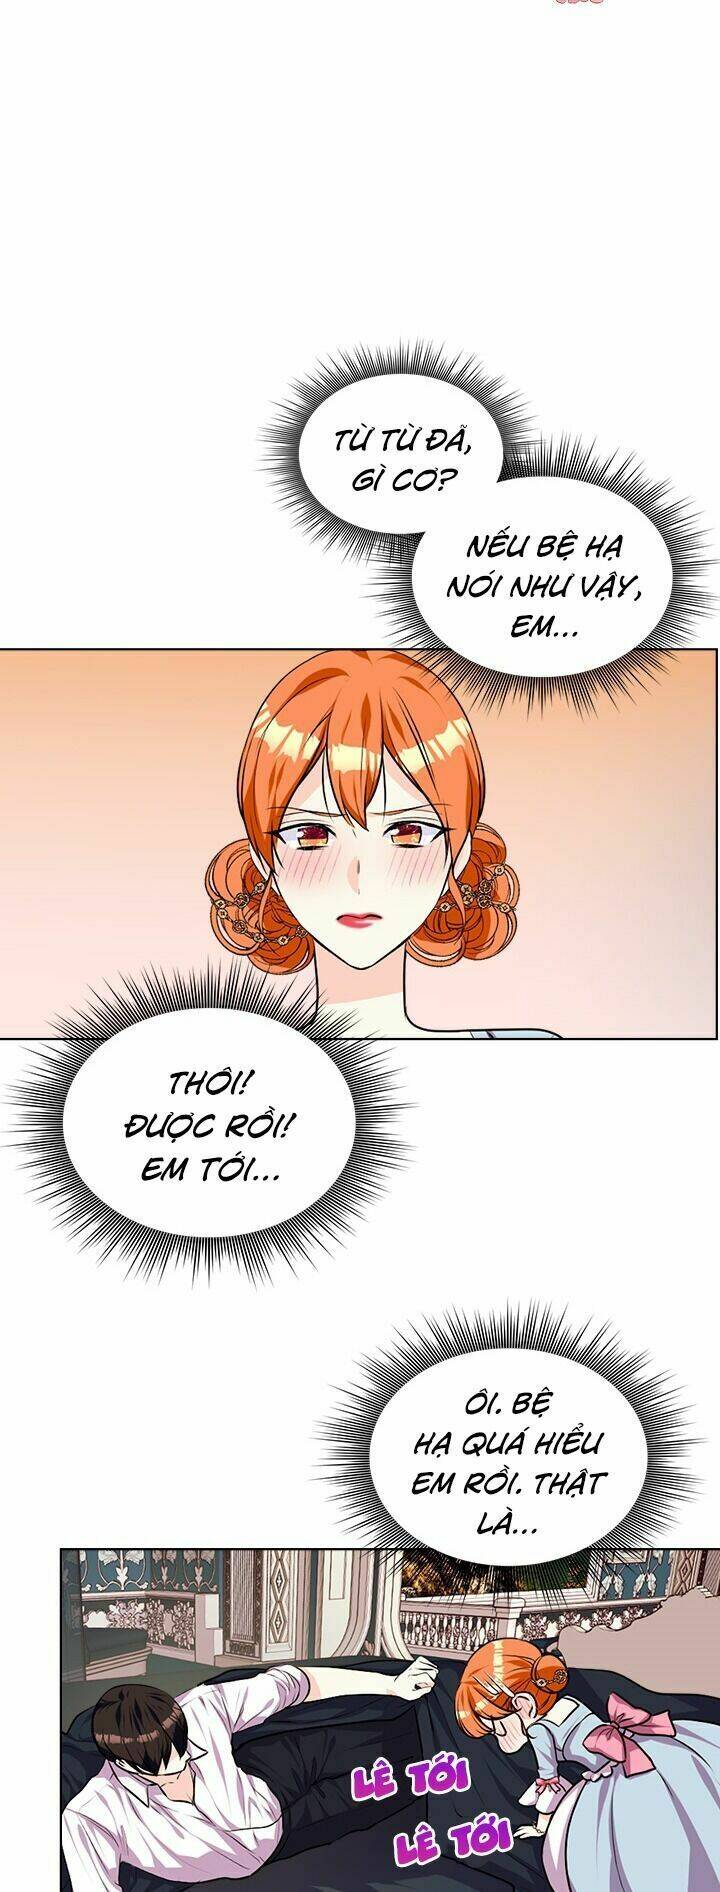 TỪ TỪ ĐÃ,
GÌ CƠ?
NẾU BỆ HẠ
NÓI NHƯ VẬY,
EM...
THÔI!
ĐƯỢC RỒI!
EM TỚI...
ÔI. BỆ
HẠ QUÁ HIỂU
EM RỒI. THẬT
LÀ...
LÊ TỚI
LÊ TỚI